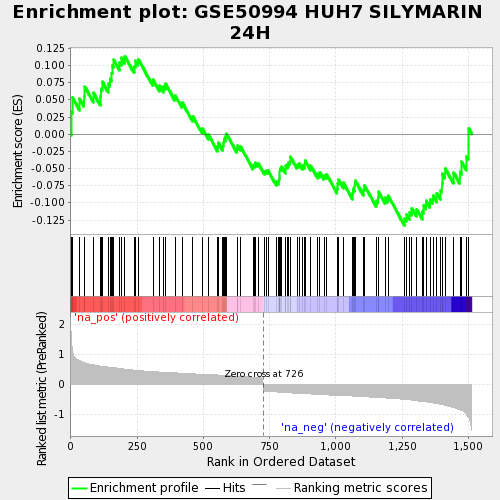 Enrichment plot: GSE50994 HUH7 SILYMARIN
24H
Enrichment score (ES)
0.125
0.100
0.075
0.050
0.025
0.000
-0.025
-0.050
-0.075
-0.100
-0.125
'na_pos' (positively correlated)
Ranked list metric (PreRanked)
2
1
0
-1
Zero cross at 726
'na_neg' (negatively correlated)
0
250
500
750
1,000
1,250
1,500
Rank in Ordered Dataset
Enrichment profile
Hits
Ranking metric scores